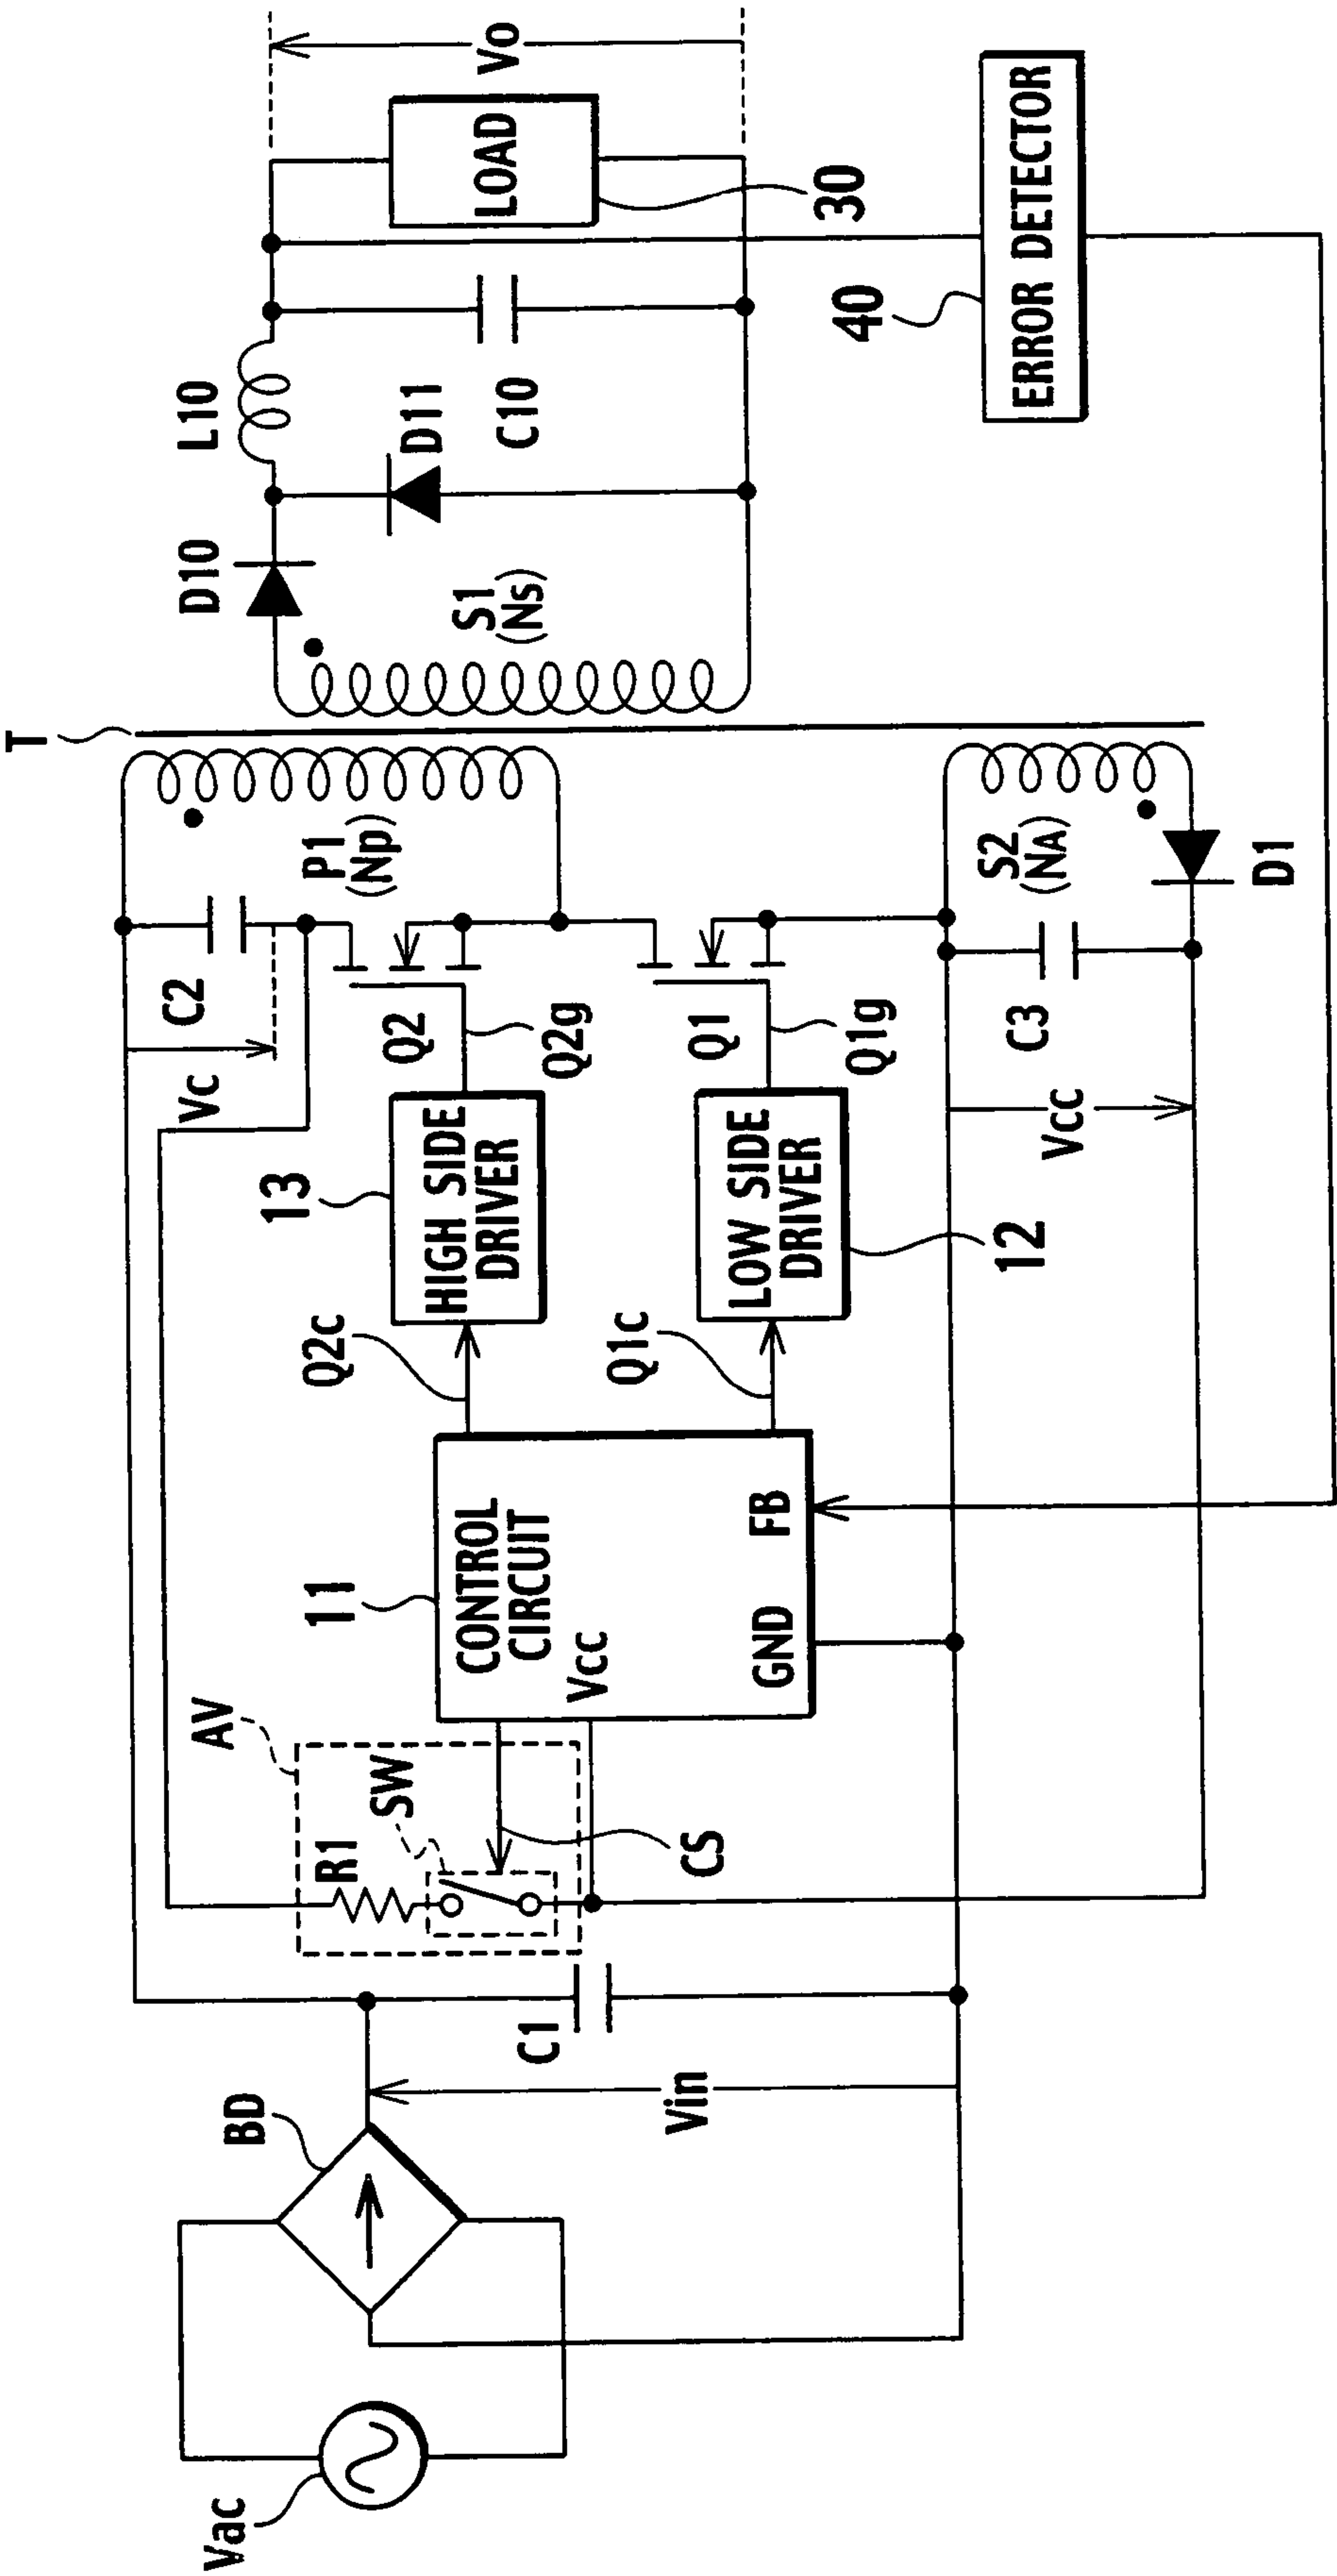 T
Vo
LOAD
30
L10
D10
D11
C10
S1
(Ns)
40
ERROR DETECTOR
P1
(Np)
C2
Vc
Q2
Q2g
13
HIGH SIDE
DRIVER
Q2c
Q1
Q1g
LOW SIDE
DRIVER
12
Q1c
S2
(NA)
D1
C3
Vcc
11
CONTROL
CIRCUIT
Vcc
GND
FB
AV
SW
R1
CS
C1
BD
Vin
Vac